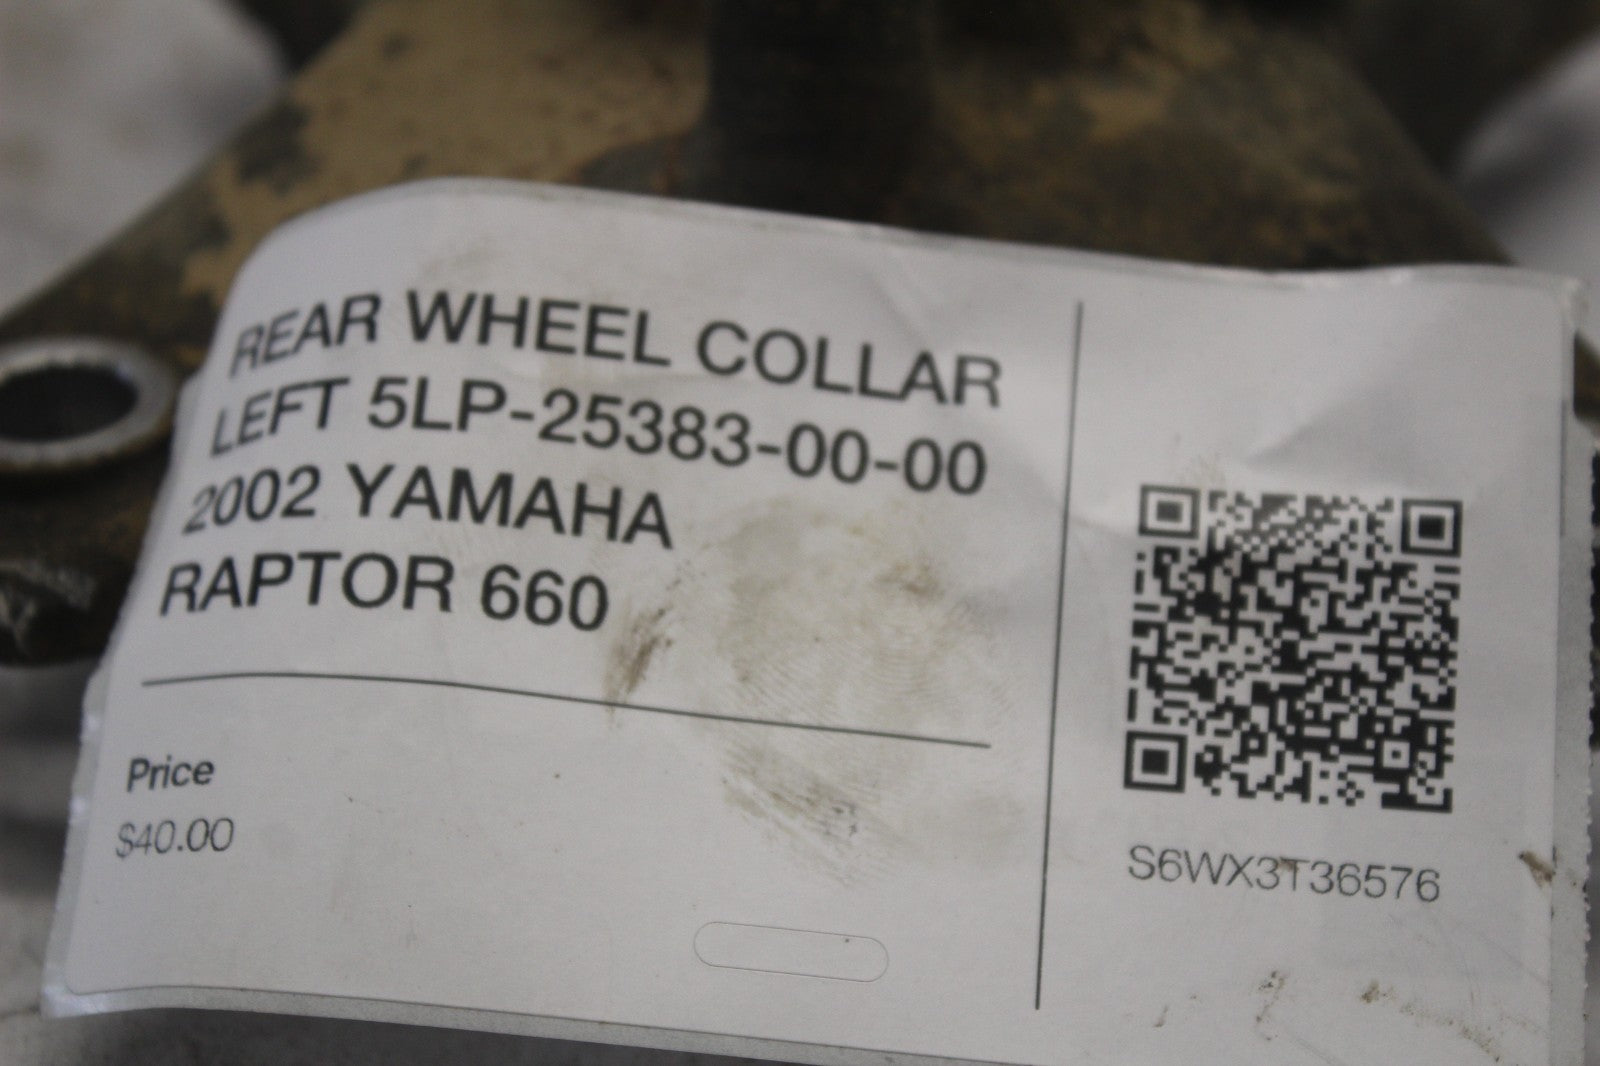 REAR WHEEL COLLAR
LEFT 5LP-25383-00-00
2002 YAMAHA
RAPTOR 660
Price
$40.00
S6WX3T36576